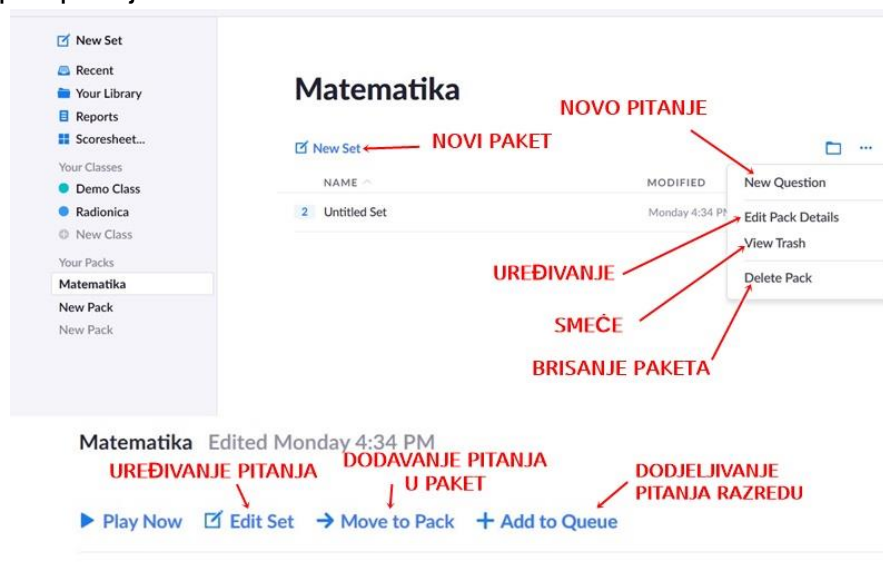 New Set
Recent
Your Library
Reports
Scoresheet...
Your Classes
Demo Class
Radionica
New Class
Your Packs
Matematika
New Pack
New Pack
Matematika
NOVO PITANJE
New Set
NOVI PAKET
...
NAME
MODIFIED
New Question
2 Untitled Set
Monday 4:34
Edit Pack Details
View Trash
UREĐIVANJE
Delete Pack
SMEĆE
BRISANJE PAKETA
Matematika Edited Monday 4:34 PM
UREĐIVANJE PITANJA
DODAVANJE PITANJA
U PAKET
DODJELJIVANJE
PITANJA RAZREDU
Play Now
Edit Set
Move to Pack
Add to Queue